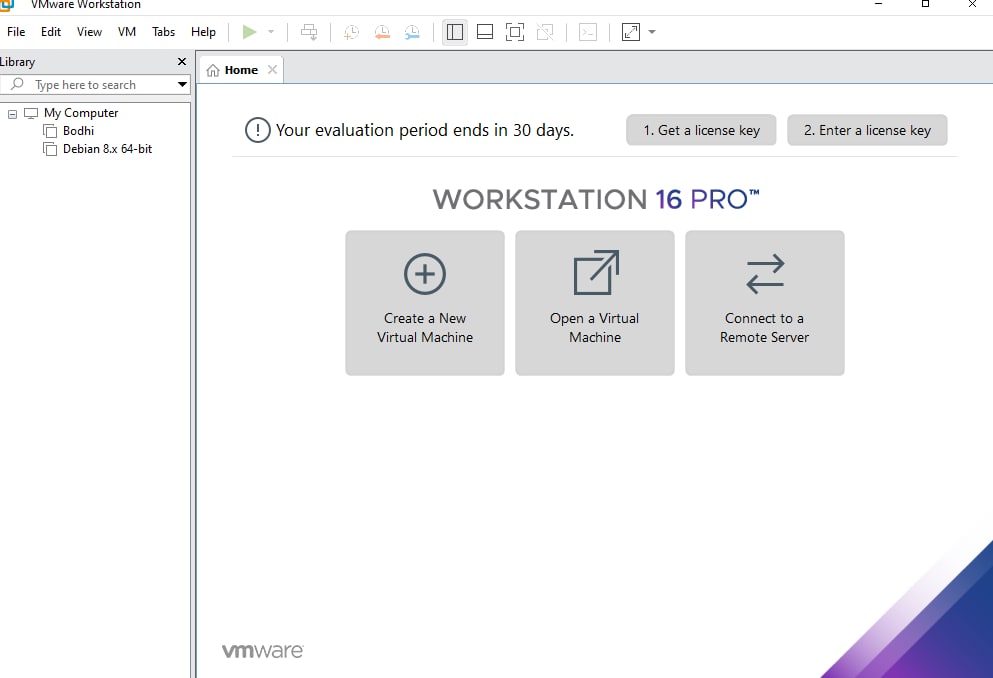 VMware Workstation
File Edit View VM Tabs Help
Library
Type here to search
My Computer
Bodhi
Debian 8.x 64-bit
Home
Your evaluation period ends in 30 days.
1. Get a license key
2. Enter a license key
WORKSTATION 16 PRO™
Create a New
Virtual Machine
Open a Virtual
Machine
Connect to a
Remote Server
vmware